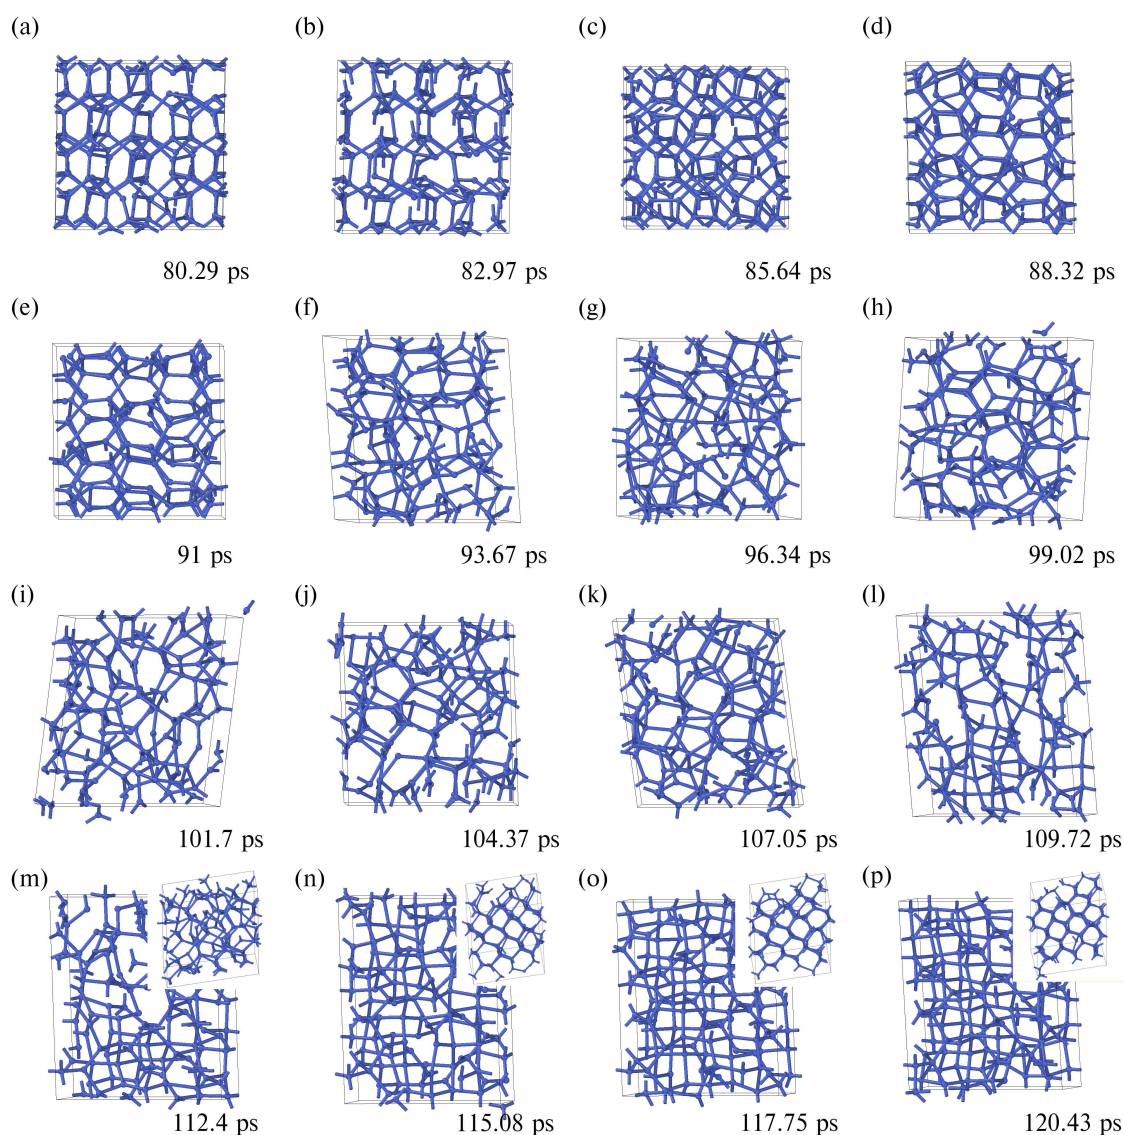 (a) (b) (c) (d)
80.29 ps 82.97 ps 85.64 ps 88.32 ps
(e) (f) (g) (h)
91 ps 93.67 ps 96.34 ps 99.02 ps
(i) (j) (k) (l)
101.7 ps 104.37 ps 107.05 ps 109.72 ps
(m) (n) (o) (p)
112.4 ps 115.08 ps 117.75 ps 120.43 ps